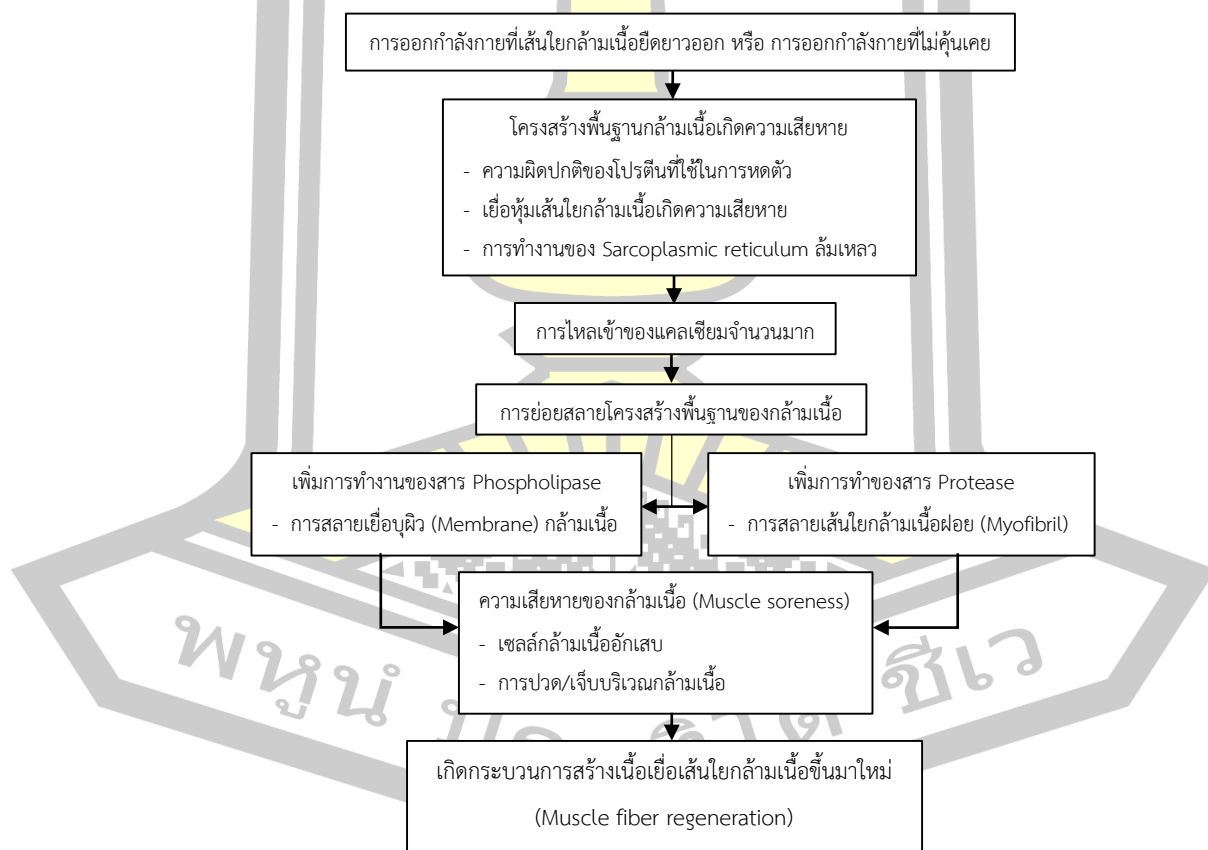 การออกกำลังกายที่เส้นใยกล้ามเนื้อยืดยาวออก หรือ การออกกำลังกายที่ไม่คุ้นเคย
โครงสร้างพื้นฐานกล้ามเนื้อเกิดความเสียหาย
- ความผิดปกติของโปรตีนที่ใช้ในการหดตัว
- เยื่อหุ้มเส้นใยกล้ามเนื้อเกิดความเสียหาย
- การทำงานของ Sarcoplasmic reticulum ล้มเหลว
การไหลเข้าของแคลเซียมจำนวนมาก
การย่อยสลายโครงสร้างพื้นฐานของกล้ามเนื้อ
เพิ่มการทำงานของสาร Phospholipase
- การสลายเยื่อบุผิว (Membrane) กล้ามเนื้อ
เพิ่มการทำของสาร Protease
- การสลายเส้นใยกล้ามเนื้อฝอย (Myofibril)
ความเสียหายของกล้ามเนื้อ (Muscle soreness)
- เซลล์กล้ามเนื้ออักเสบ
- การปวด/เจ็บบริเวณกล้ามเนื้อ
เกิดกระบวนการสร้างเนื้อเยื่อเส้นใยกล้ามเนื้อขึ้นมาใหม่
(Muscle fiber regeneration)
พหูนํ ชีเว